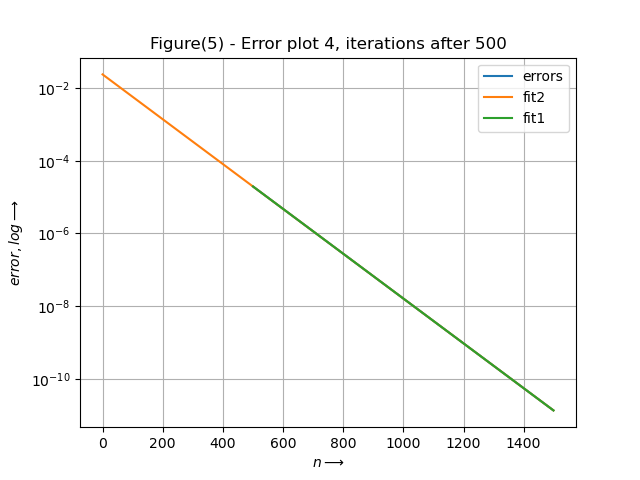 Figure(5) - Error plot 4, iterations after 500
errors
fit2
fit1
10⁻²
10⁻⁴
10⁻⁶
10⁻⁸
10⁻¹⁰
error, log ⟶
0 200 400 600 800 1000 1200 1400
n ⟶